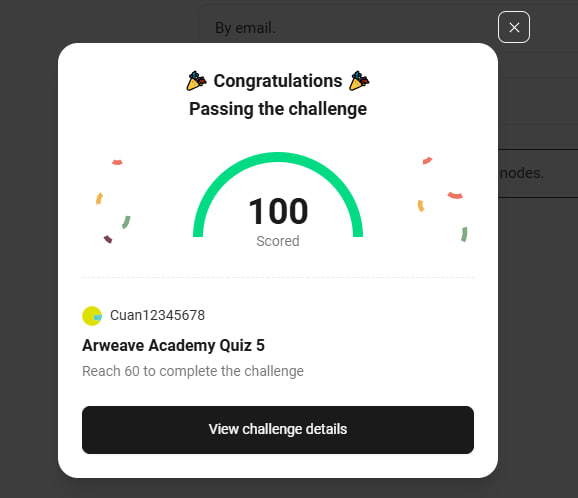 By email.
🎉 Congratulations 🎉
Passing the challenge
nodes.
100
Scored
Cuan12345678
Arweave Academy Quiz 5
Reach 60 to complete the challenge
View challenge details